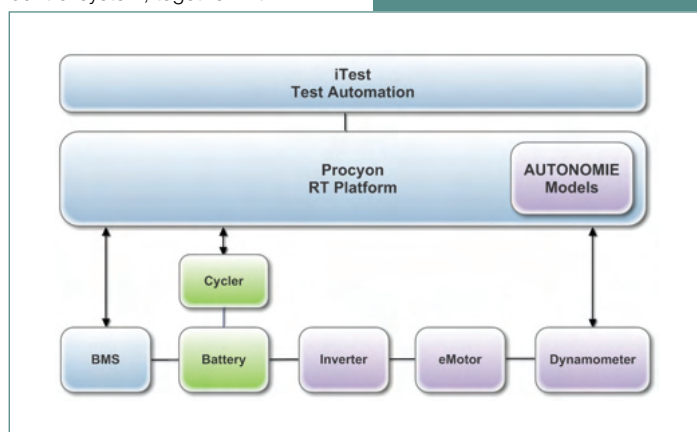 iTest
Test Automation
Procyon
RT Platform
AUTONOMIE
Models
Cycler
BMS
Battery
Inverter
eMotor
Dynamometer